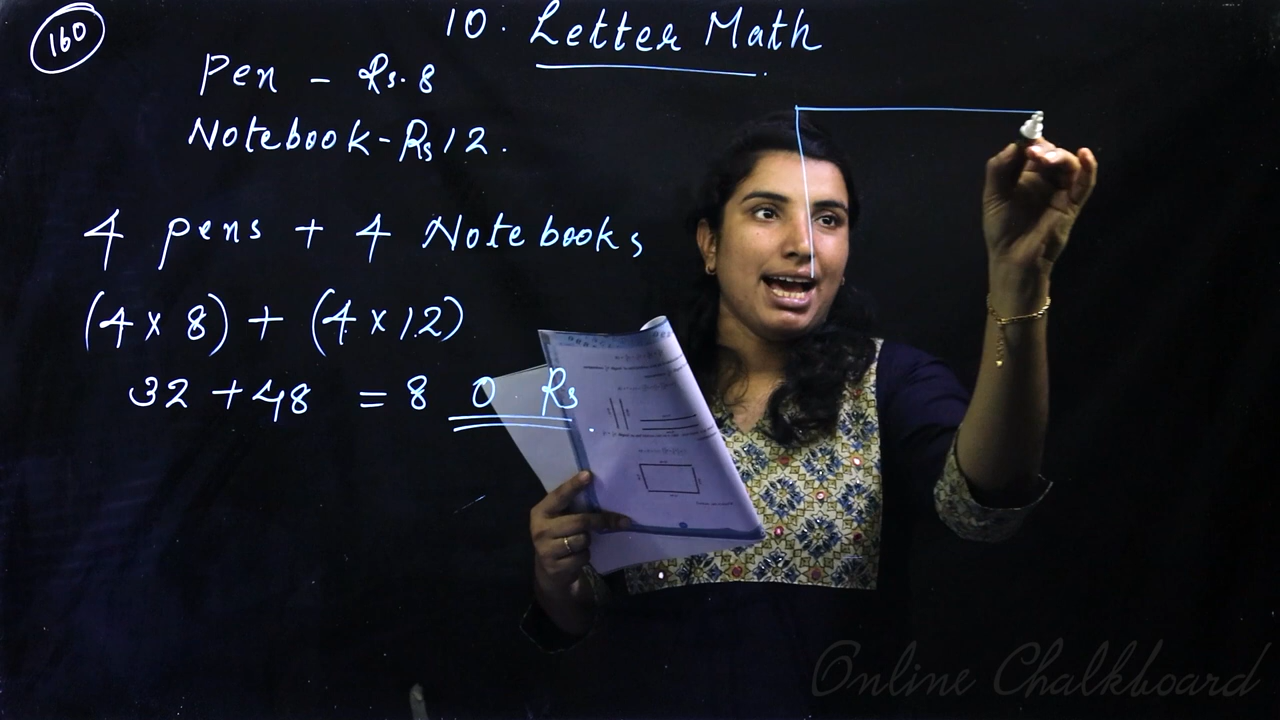 160
10. Letter Math
Pen - Rs. 8
Notebook - Rs 12.
4 pens + 4 Notebooks
(4 x 8) + (4 x 12)
32 + 48 = 80 Rs.
Online Chalkboard